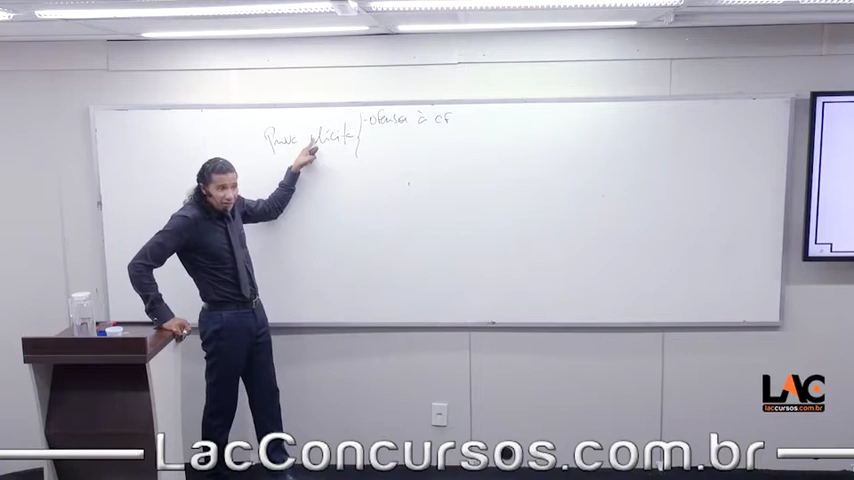 Prova ilícita } - ofensa à CF
LAC
laccursos.com.br
LacConcursos.com.br